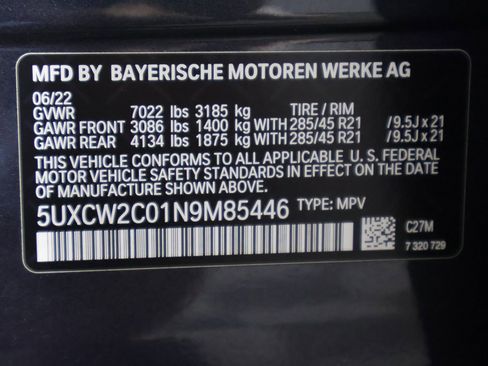 MFD BY BAYERISCHE MOTOREN WERKE AG
06/22
GVWR 7022 lbs 3185 kg TIRE / RIM
GAWR FRONT 3086 lbs 1400 kg WITH 285/45 R21 /9.5J x 21
GAWR REAR 4134 lbs 1875 kg WITH 285/45 R21 /9.5J x 21
THIS VEHICLE CONFORMS TO ALL APPLICABLE U. S. FEDERAL
MOTOR VEHICLE SAFETY STANDARDS IN EFFECT ON THE DATE
OF MANUFACTURE SHOWN ABOVE.
5UXCW2C01N9M85446 TYPE: MPV
C27M
7 320 729